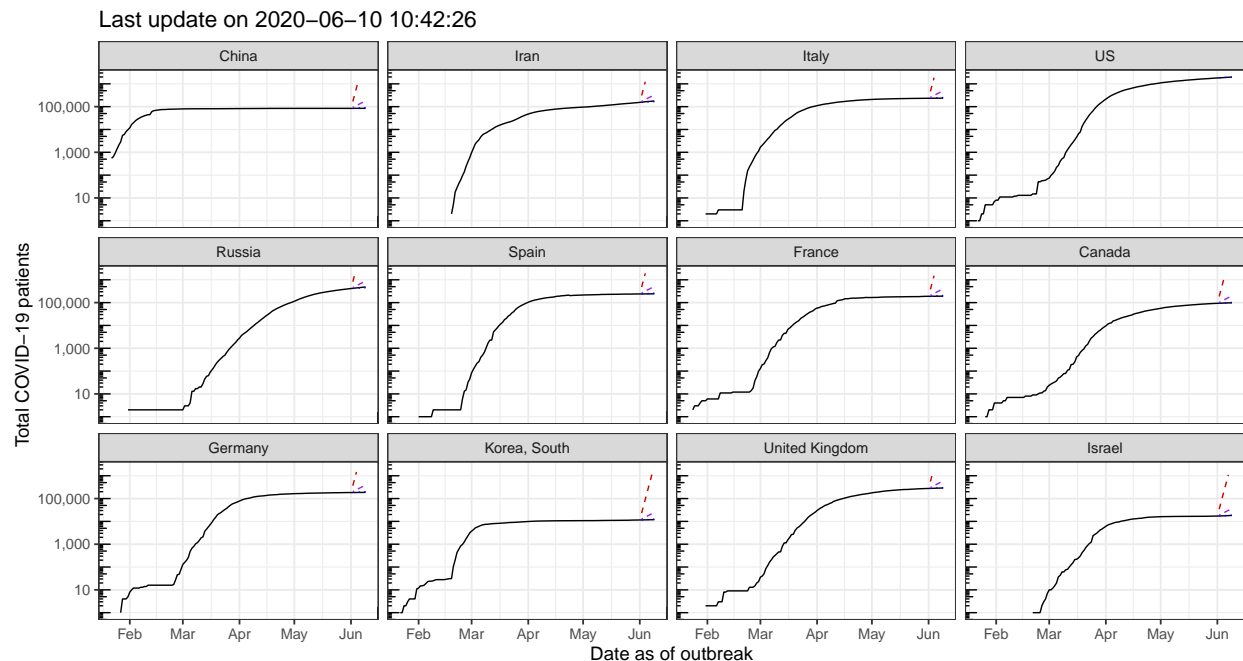 Last update on 2020−06−10 10:42:26
China Iran Italy US
100,000
1,000
10
Russia Spain France Canada
100,000
1,000
10
Germany Korea, South United Kingdom Israel
100,000
1,000
10
Feb Mar Apr May Jun Feb Mar Apr May Jun Feb Mar Apr May Jun Feb Mar Apr May Jun
Date as of outbreak
Total COVID−19 patients